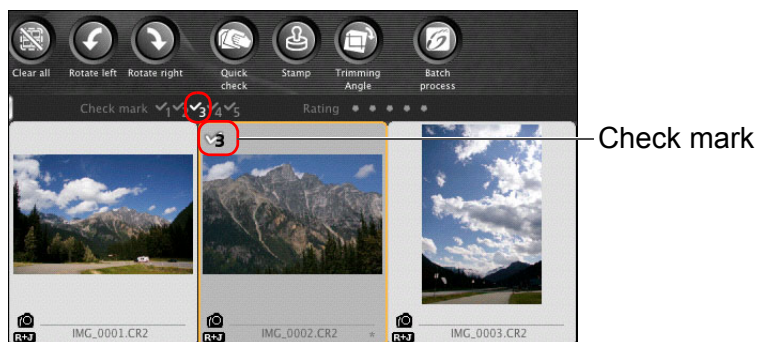 Clear all
Rotate left
Rotate right
Quick
check
Stamp
Trimming
Angle
Batch
process
Check mark 1 2 3 4 5
Rating
3
Check mark
R+J
IMG_0001.CR2
R+J
IMG_0002.CR2 *
R+J
IMG_0003.CR2